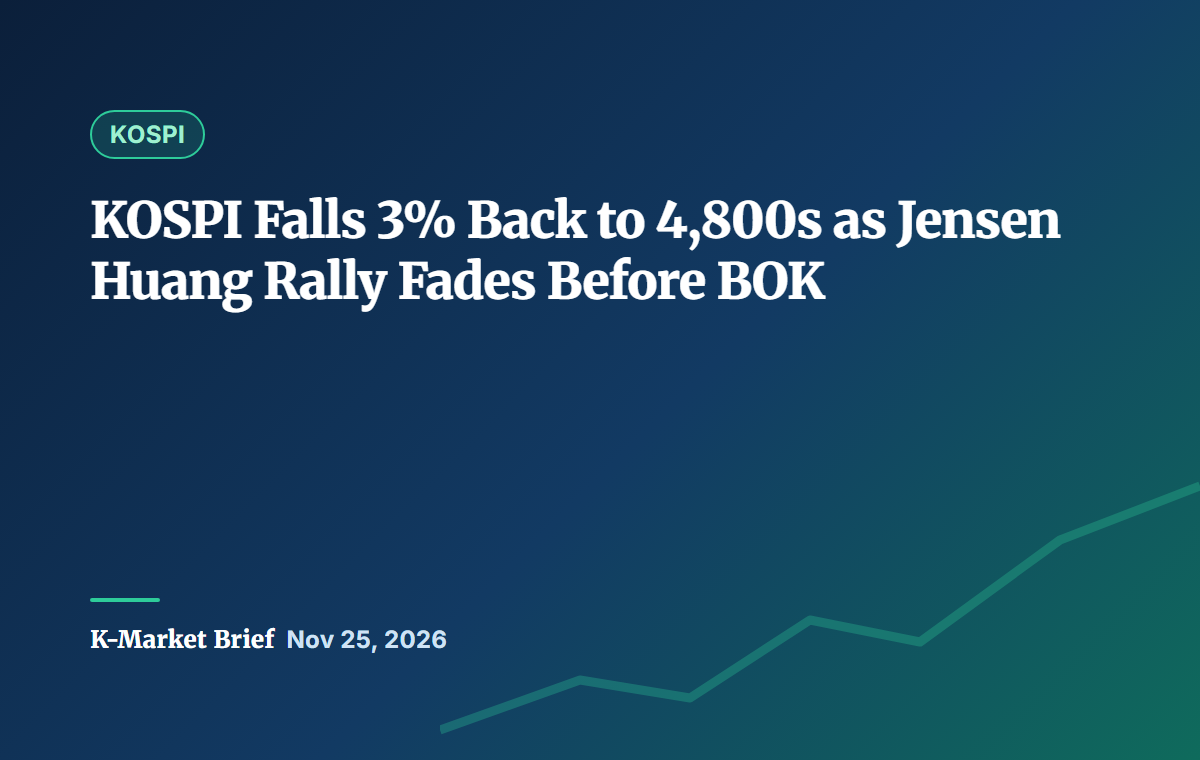 KOSPI
KOSPI Falls 3% Back to 4,800s as Jensen
Huang Rally Fades Before BOK
K-Market Brief Nov 25, 2026